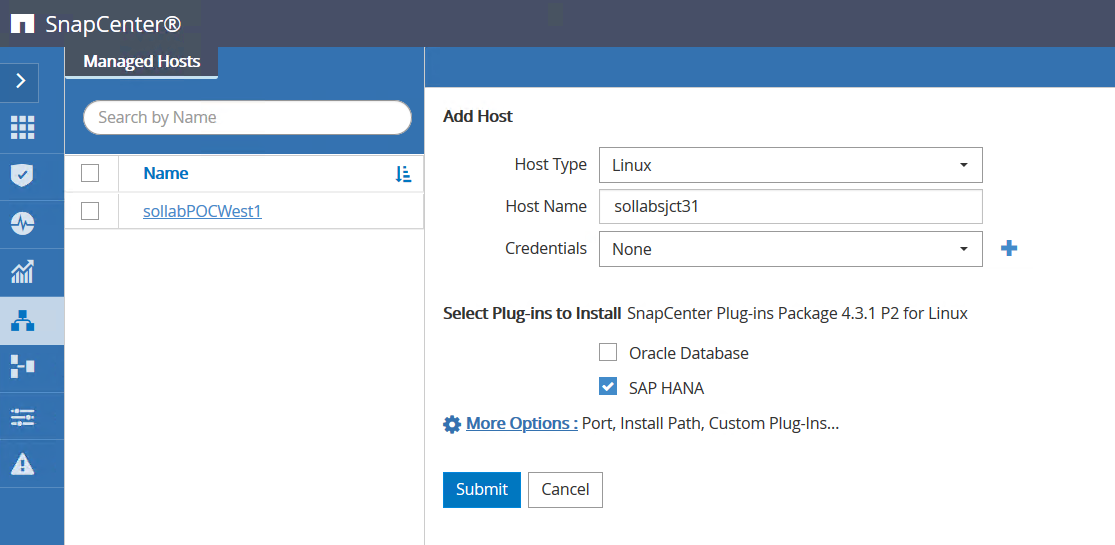 SnapCenter®
Managed Hosts
Search by Name
Name
sollabPOCWest1
Add Host
Host Type Linux
Host Name sollabsjct31
Credentials None
Select Plug-ins to Install SnapCenter Plug-ins Package 4.3.1 P2 for Linux
Oracle Database
SAP HANA
More Options : Port, Install Path, Custom Plug-Ins...
Submit Cancel